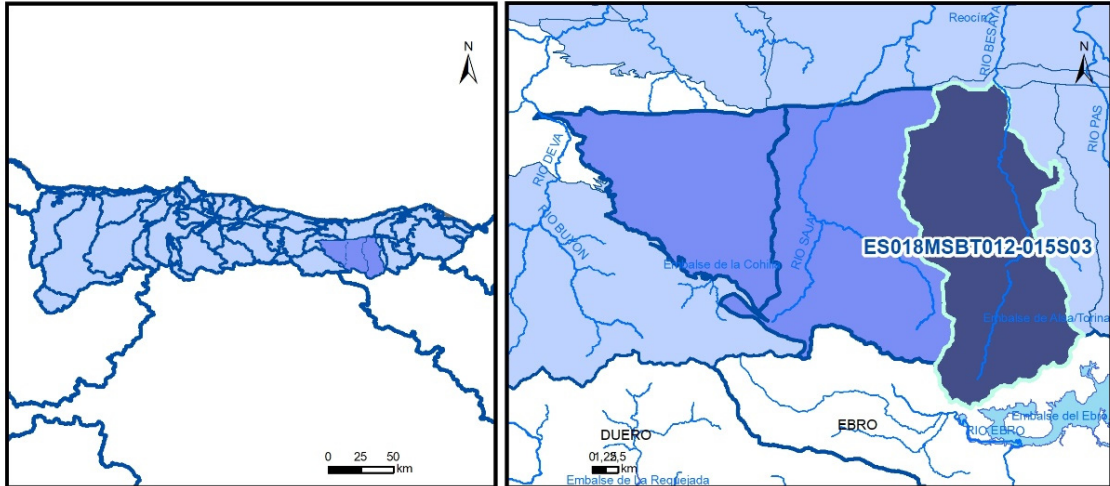 N
0 25 50
km
Reocín
RIO BESAYA
N
RIO PAS
RIO DEVA
RIO BUYON
RIO SAJA
ES018MSBT012-015S03
Embalse de la Cohilla
Embalse de Alsa/Torina
Embalse del Ebro
RIO EBRO
EBRO
DUERO
km
Embalse de La Requejada